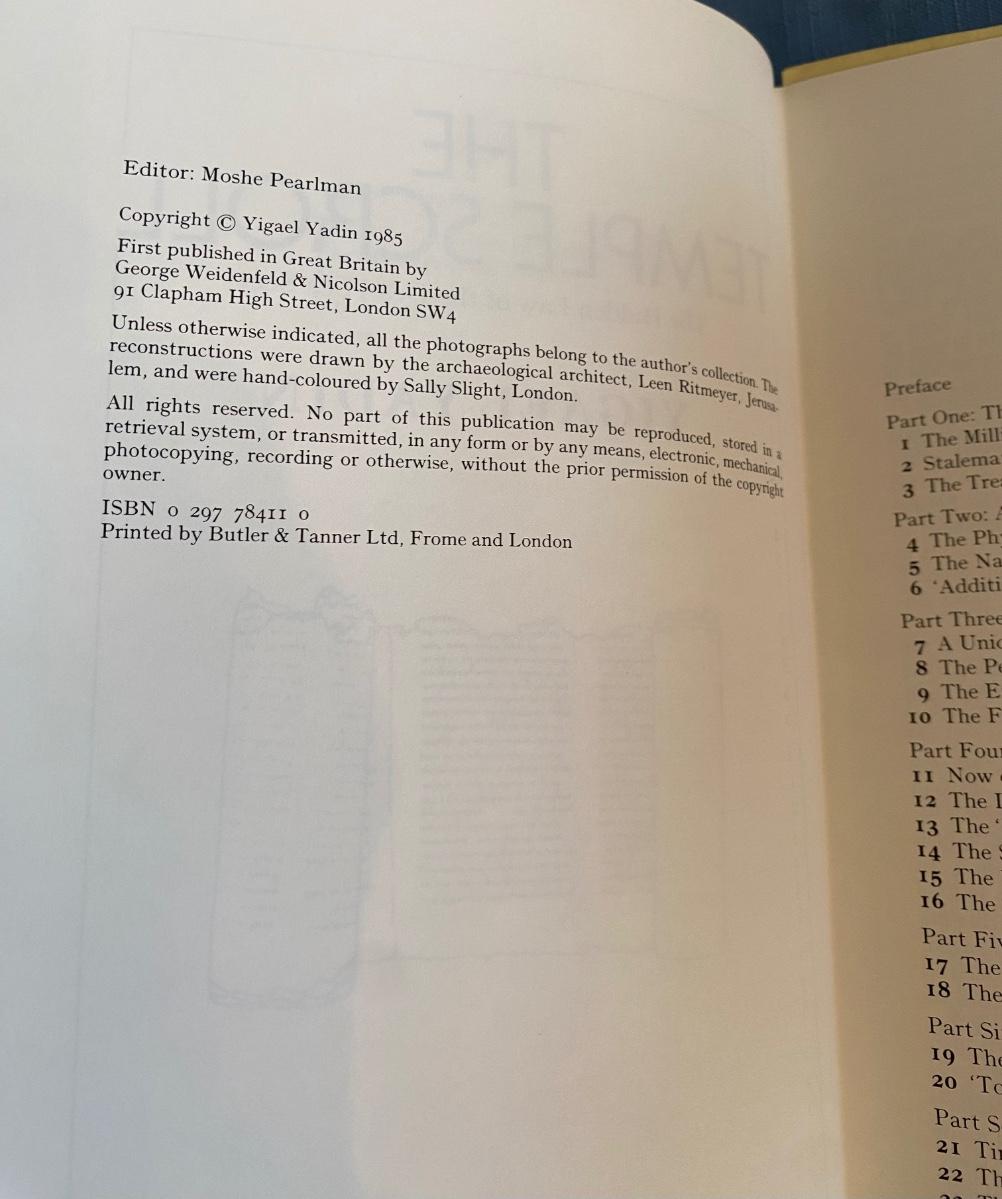 Editor: Moshe Pearlman
Copyright © Yigael Yadin 1985
First published in Great Britain by
George Weidenfeld & Nicolson Limited
91 Clapham High Street, London SW4
Unless otherwise indicated, all the photographs belong to the author's collection. The
reconstructions were drawn by the archaeological architect, Leen Ritmeyer, Jerusa-
lem, and were hand-coloured by Sally Slight, London.
All rights reserved. No part of this publication may be reproduced, stored in a
retrieval system, or transmitted, in any form or by any means, electronic, mechanical,
photocopying, recording or otherwise, without the prior permission of the copyright
owner.
ISBN 0 297 78411 0
Printed by Butler & Tanner Ltd, Frome and London
THE
TEMPLE SCROLL
Preface
Part One:
1 The
2
3 The
Part Two:
4 The
5 The
6
Part Three
7 A
8 The
9 The
10 The
Part
11 Now
12 The
13 The '
14 The
15 The
16 The
Part
17 The
18 The
Part
19 The
20
Part
21
22